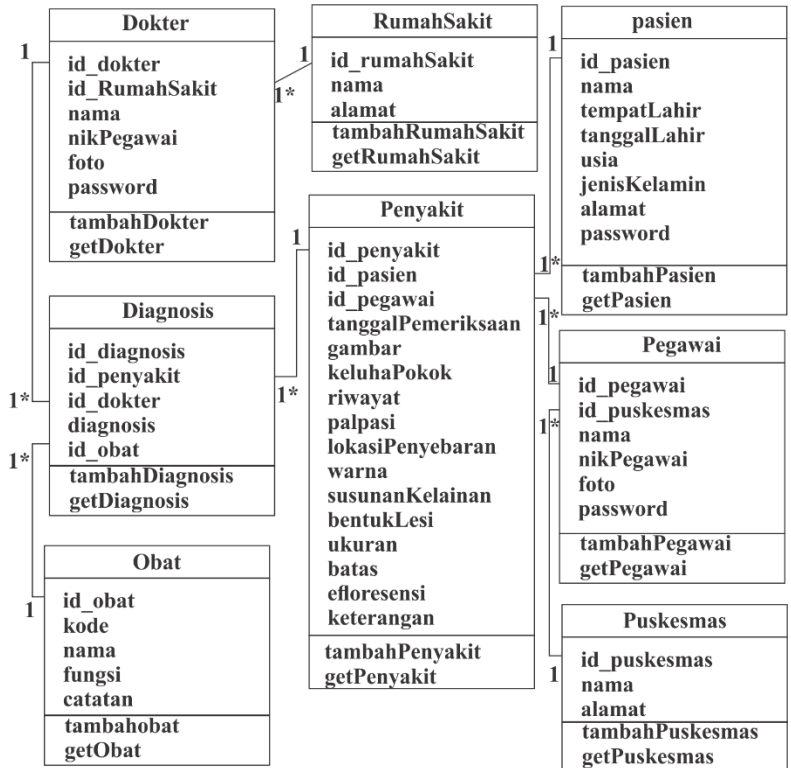 Dokter
id_dokter
id_RumahSakit
nama
nikPegawai
foto
password
tambahDokter
getDokter
1
1*
1
RumahSakit
id_rumahSakit
nama
alamat
tambahRumahSakit
getRumahSakit
pasien
id_pasien
nama
tempatLahir
tanggalLahir
usia
jenisKelamin
alamat
password
tambahPasien
getPasien
1
1*
Diagnosis
id_diagnosis
id_penyakit
id_dokter
diagnosis
id_obat
tambahDiagnosis
getDiagnosis
1*
1*
1*
1
Penyakit
id_penyakit
id_pasien
id_pegawai
tanggalPemeriksaan
gambar
keluhaPokok
riwayat
palpasi
lokasiPenyebaran
warna
susunanKelainan
bentukLesi
ukuran
batas
efloresensi
keterangan
tambahPenyakit
getPenyakit
1*
1
1*
Pegawai
id_pegawai
id_puskesmas
nama
nikPegawai
foto
password
tambahPegawai
getPegawai
Obat
id_obat
kode
nama
fungsi
catatan
tambahobat
getObat
1
Puskesmas
id_puskesmas
nama
alamat
tambahPuskesmas
getPuskesmas
1